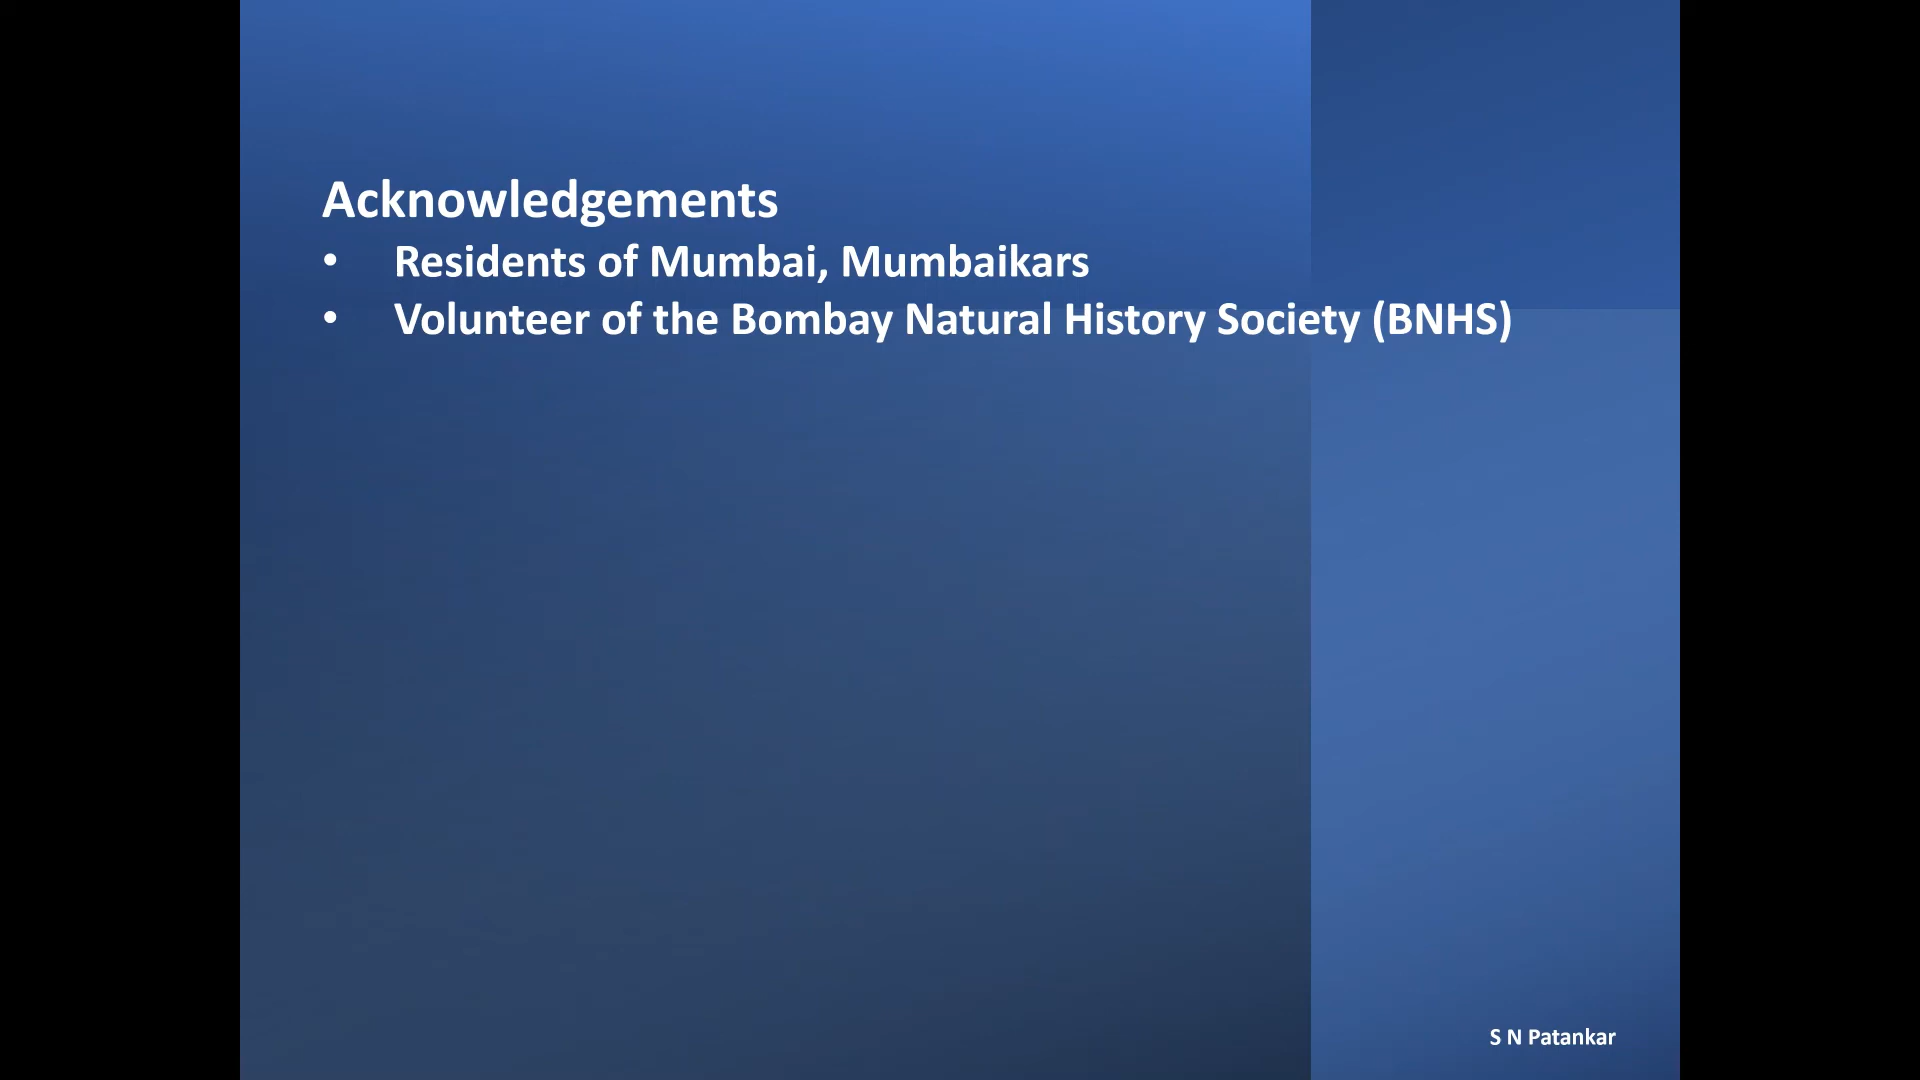 Acknowledgements
• Residents of Mumbai, Mumbaikars
• Volunteer of the Bombay Natural History Society (BNHS)
S N Patankar